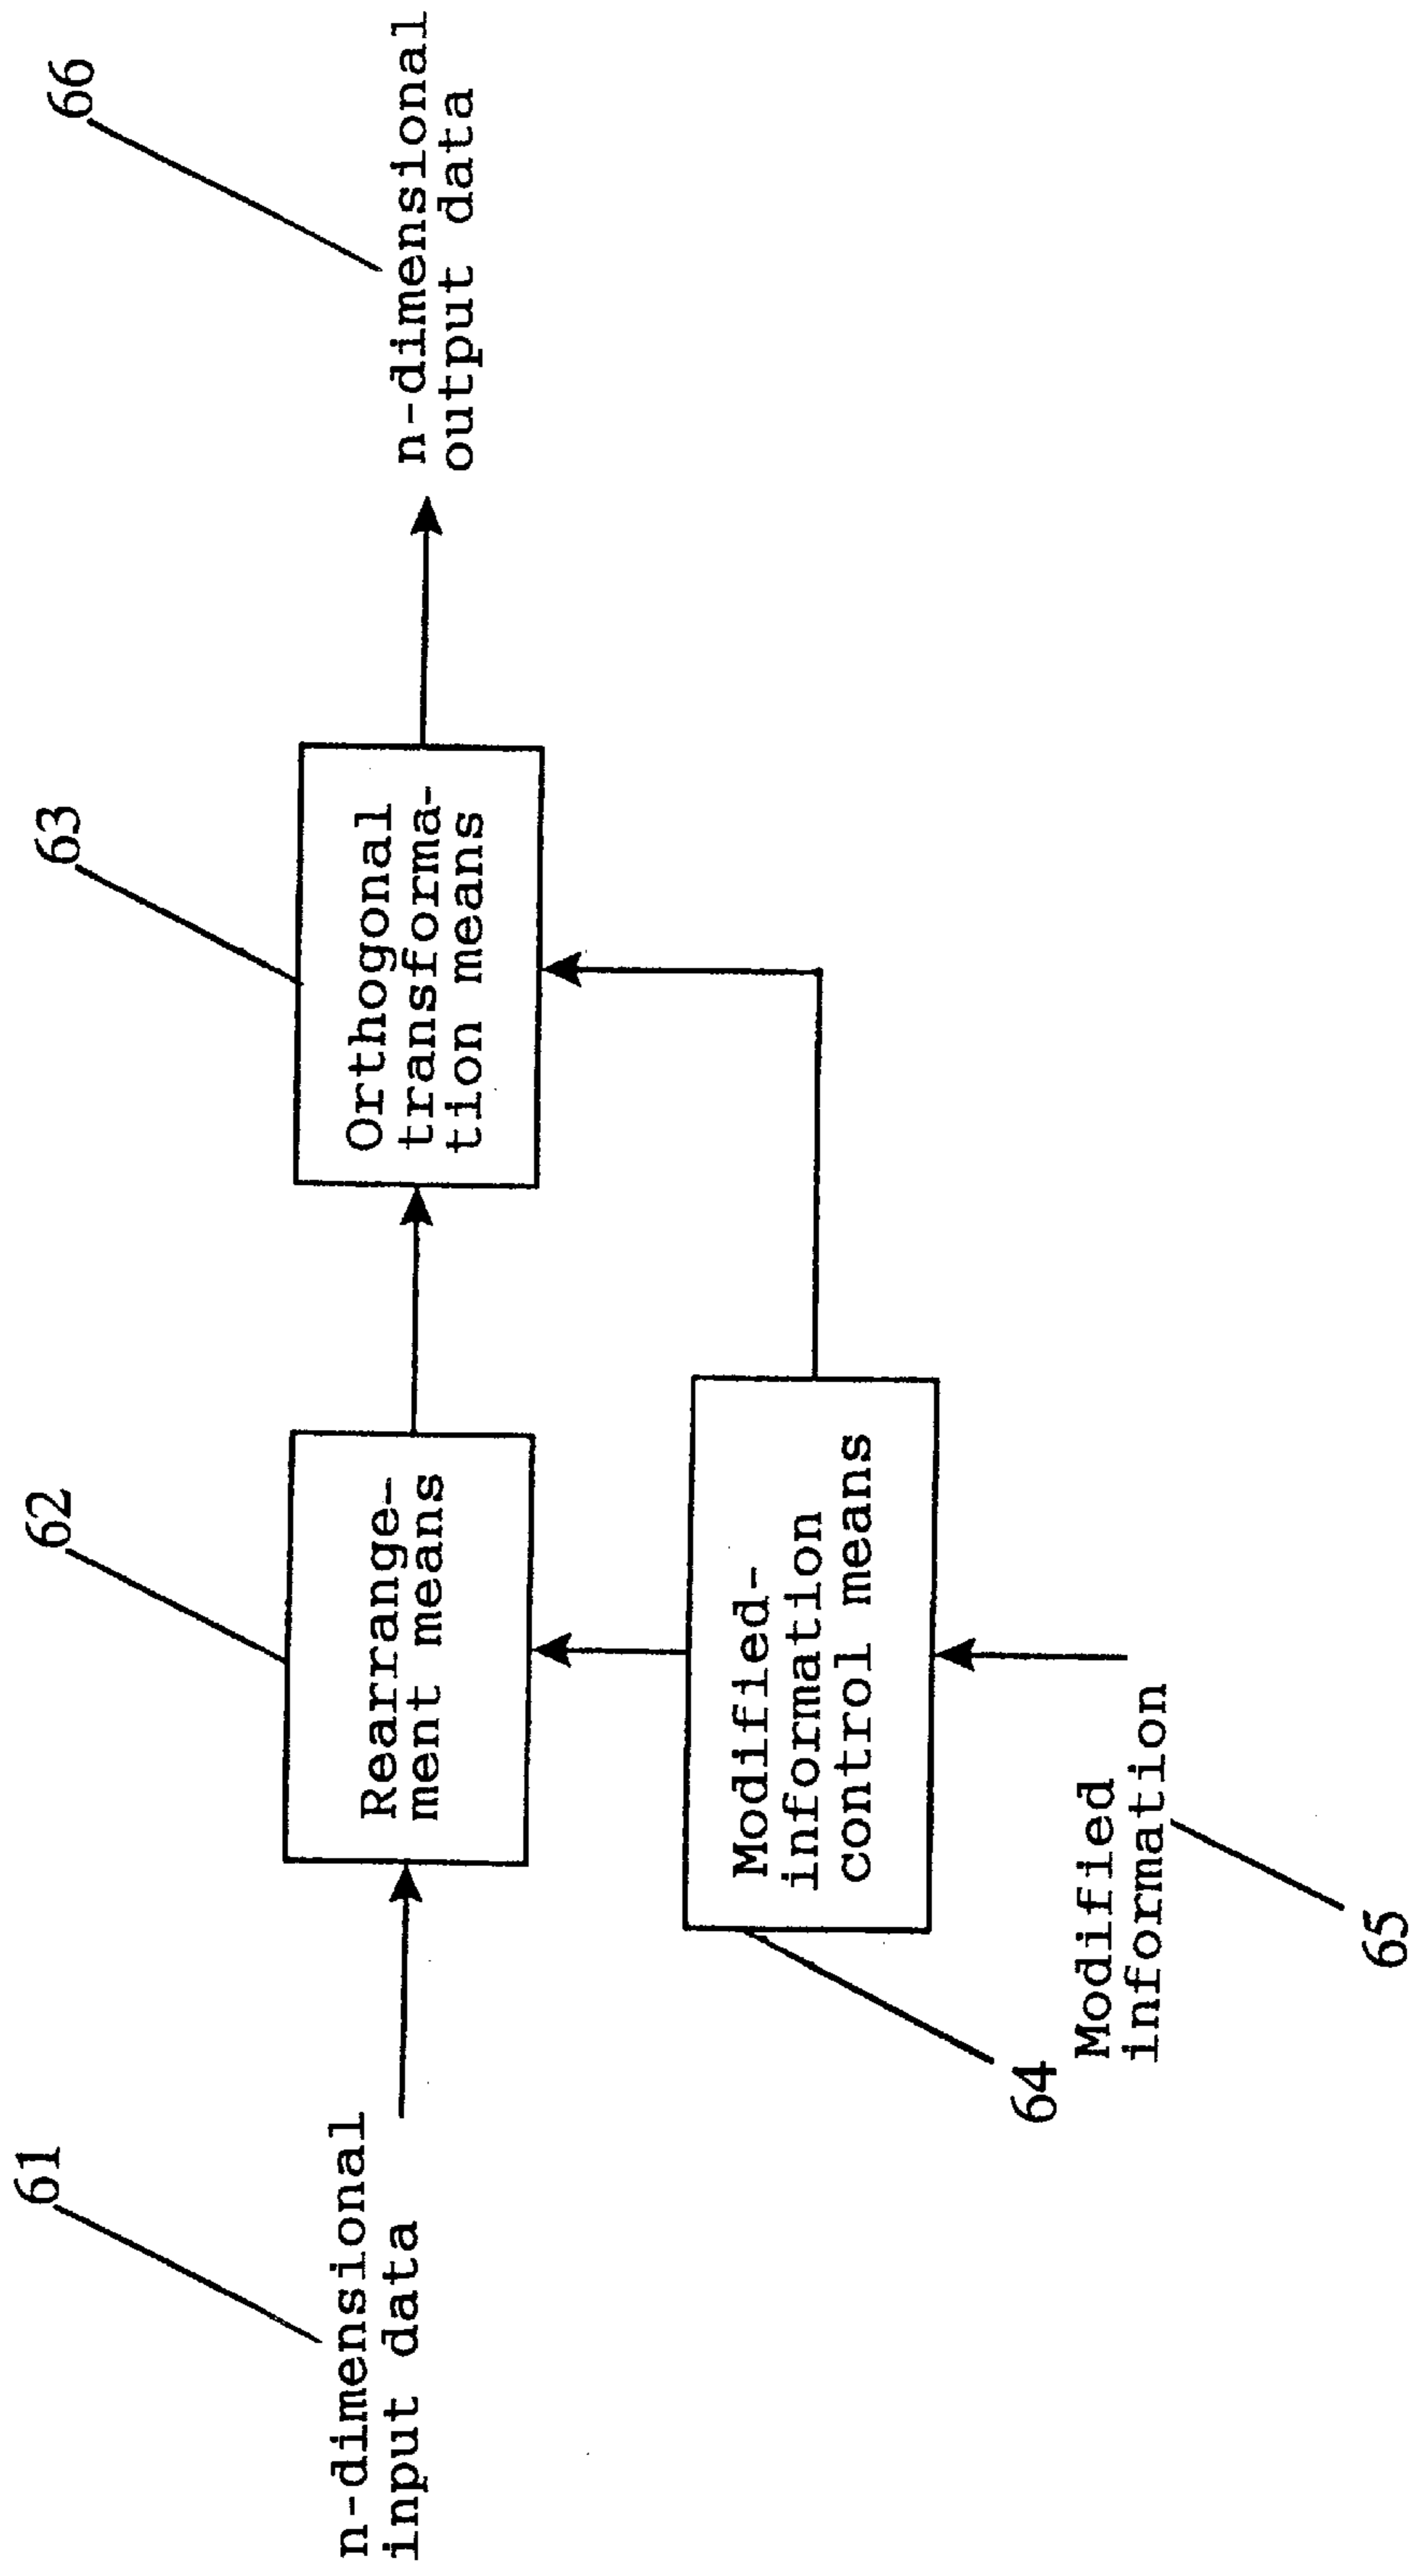 61
n-dimensional
input data
62
Rearrange-
ment means
63
Orthogonal
transforma-
tion means
66
n-dimensional
output data
64
Modified-
information
control means
Modified
information
65